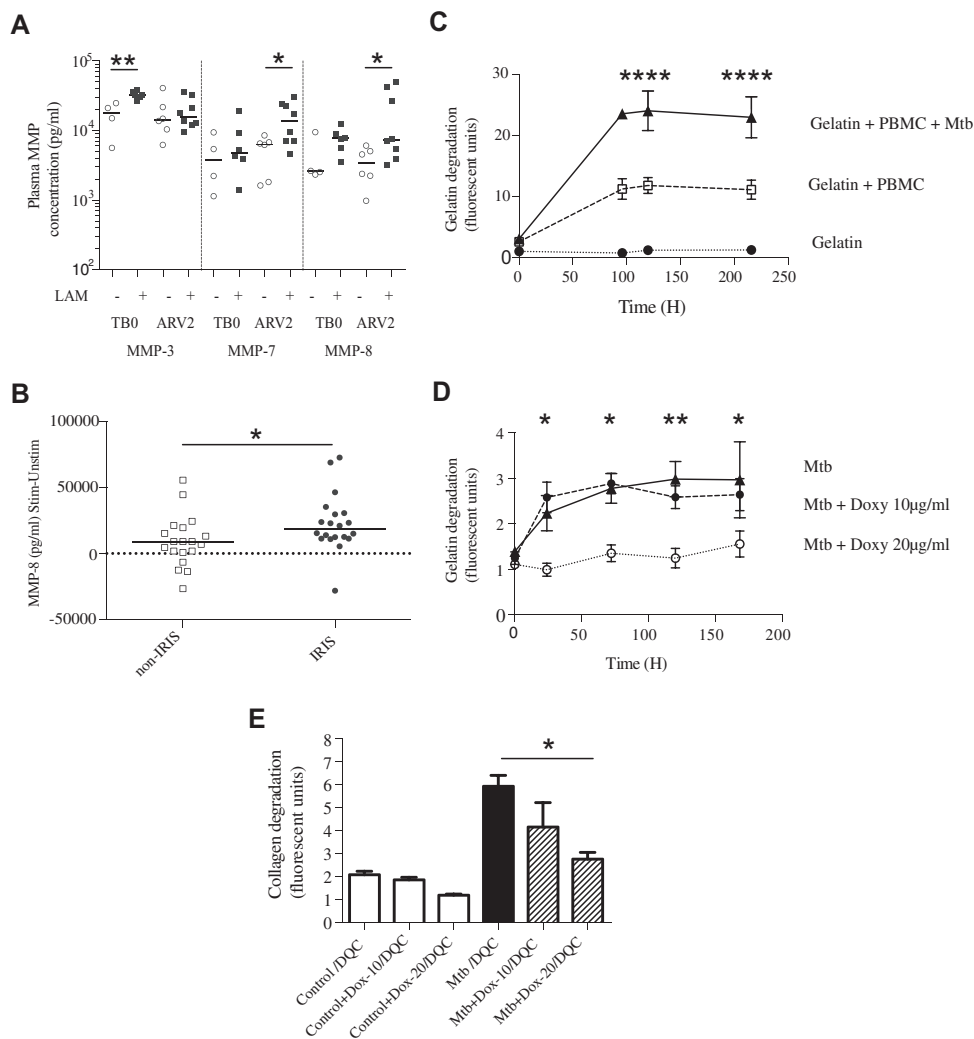 A
**
*
*
10^5
10^4
10^3
10^2
Plasma MMP
concentration (pg/ml)
LAM - + - + - + - + - + - +
TB0 ARV2 TB0 ARV2 TB0 ARV2
MMP-3 MMP-7 MMP-8
B
100000
50000
0
-50000
MMP-8 (pg/ml) Stim-Unstim
*
non-IRIS
IRIS
C
30
20
10
0
Gelatin degradation
(fluorescent units)
**** ****
Gelatin + PBMC + Mtb
Gelatin + PBMC
Gelatin
0 50 100 150 200 250
Time (H)
D
4
3
2
1
0
Gelatin degradation
(fluorescent units)
* * ** *
Mtb
Mtb + Doxy 10µg/ml
Mtb + Doxy 20µg/ml
50 100 150 200
Time (H)
E
8
7
6
5
4
3
2
1
0
Collagen degradation
(fluorescent units)
*
Control/DQC
Control+Dox-10/DQC
Control+Dox-20/DQC
Mtb/DQC
Mtb+Dox-10/DQC
Mtb+Dox-20/DQC